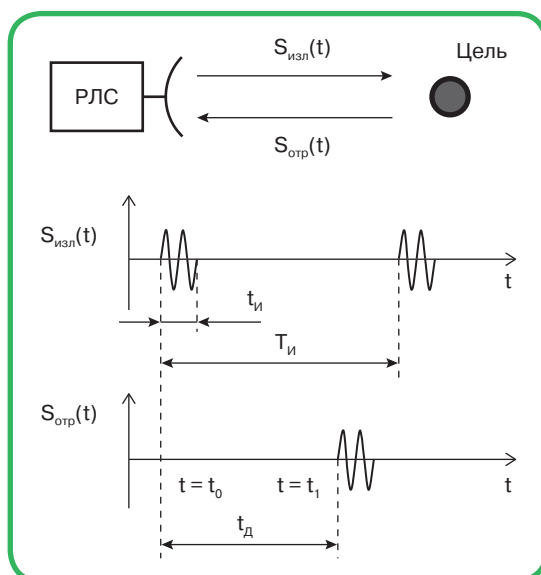 S_изл(t)
Цель
РЛС
S_отр(t)
S_изл(t)
t
t_И
T_И
S_отр(t)
t = t_0 t = t_1
t
t_Д